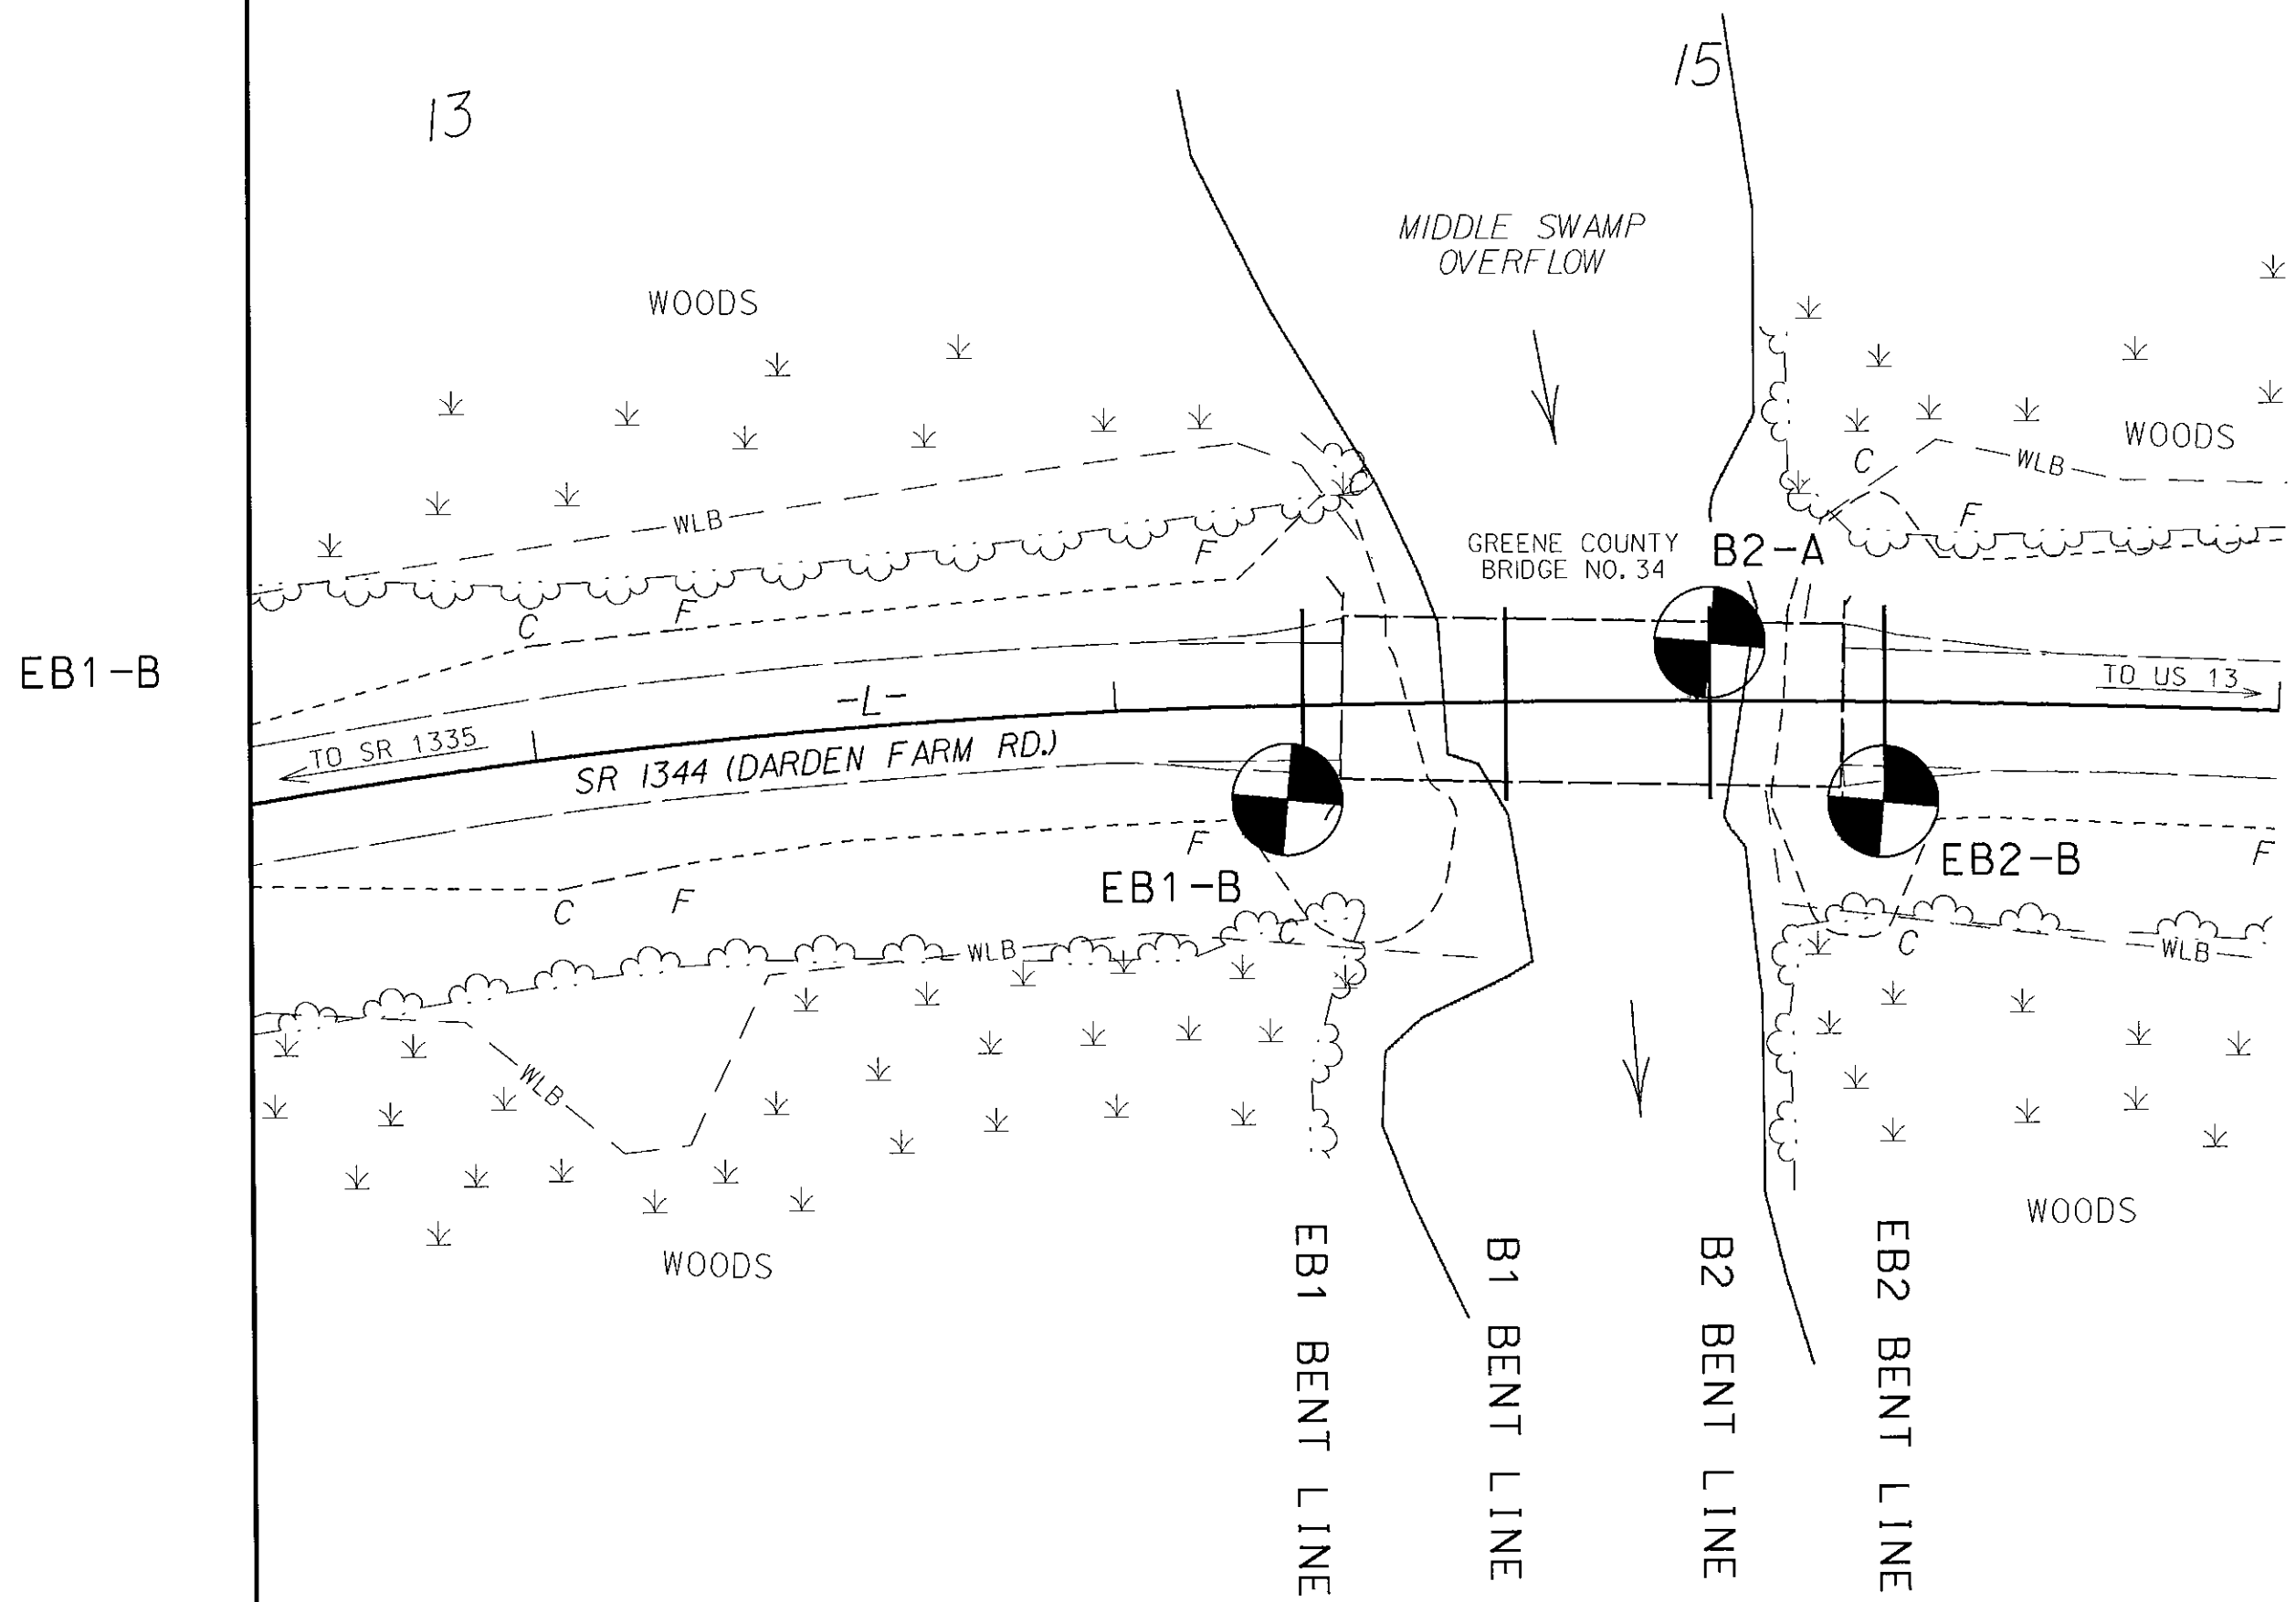 15
13
MIDDLE SWAMP
OVERFLOW
WOODS
WOODS
C
WLB
WLB
F
GREENE COUNTY
BRIDGE NO. 34
B2-A
F
F
C
EB1-B
TO US 13
-L-
TO SR 1335
SR 1344 (DARDEN FARM RD.)
F
F
EB2-B
EB1-B
F
C
C
C
WLB
WLB
WLB
WOODS
WOODS
EB1 BENT LINE
B1 BENT LINE
B2 BENT LINE
EB2 BENT LINE